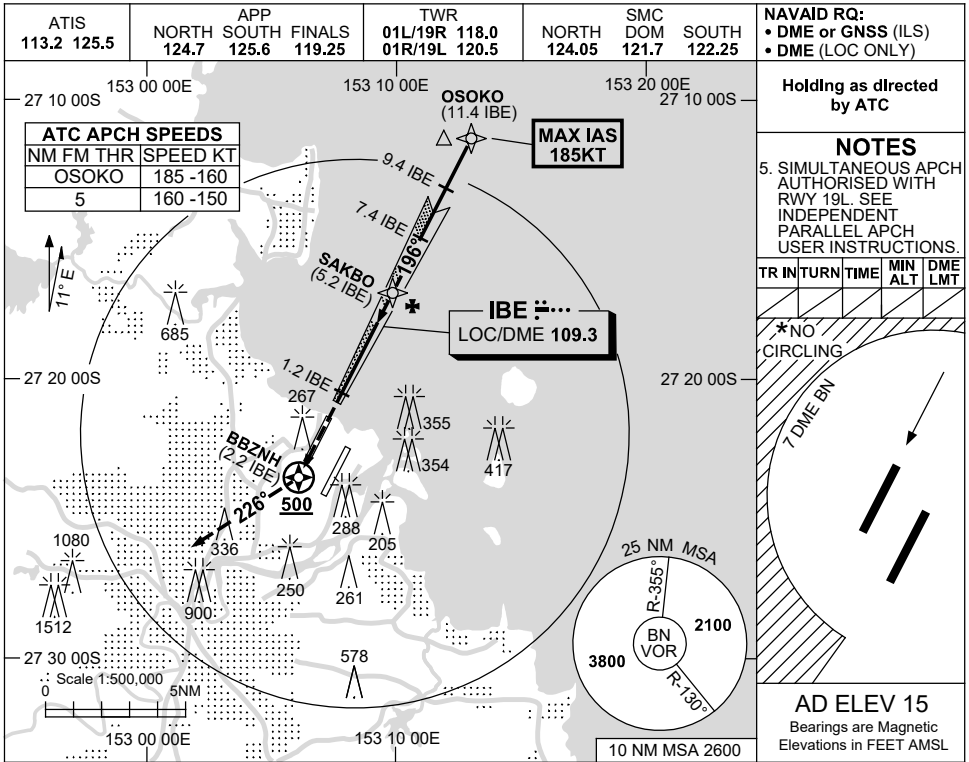 ATIS
113.2 125.5
APP
NORTH SOUTH FINALS
124.7 125.6 119.25
TWR
01L/19R 118.0
01R/19L 120.5
SMC
NORTH DOM SOUTH
124.05 121.7 122.25
NAVAID RQ:
• DME or GNSS (ILS)
• DME (LOC ONLY)
Holding as directed
by ATC
NOTES
5. SIMULTANEOUS APCH
AUTHORISED WITH
RWY 19L. SEE
INDEPENDENT
PARALLEL APCH
USER INSTRUCTIONS.
TR IN TURN TIME MIN ALT DME LMT
*NO
CIRCLING
7 DME BN
AD ELEV 15
Bearings are Magnetic
Elevations in FEET AMSL
153 00 00E
153 10 00E
153 20 00E
27 10 00S
27 10 00S
OSOKO
(11.4 IBE)
MAX IAS
185KT
ATC APCH SPEEDS
NM FM THR SPEED KT
OSOKO 185 -160
5 160 -150
9.4 IBE
7.4 IBE
196°
SAKBO
(5.2 IBE)
11° E
685
IBE
LOC/DME 109.3
27 20 00S
27 20 00S
1.2 IBE
267
355
354
417
BBZNH
(2.2 IBE)
500
226°
288
205
336
1080
250
261
900
1512
578
27 30 00S
Scale 1:500,000
0 5NM
153 00 00E
153 10 00E
25 NM MSA
R-355°
BN
VOR
2100
3800
R-130°
10 NM MSA 2600